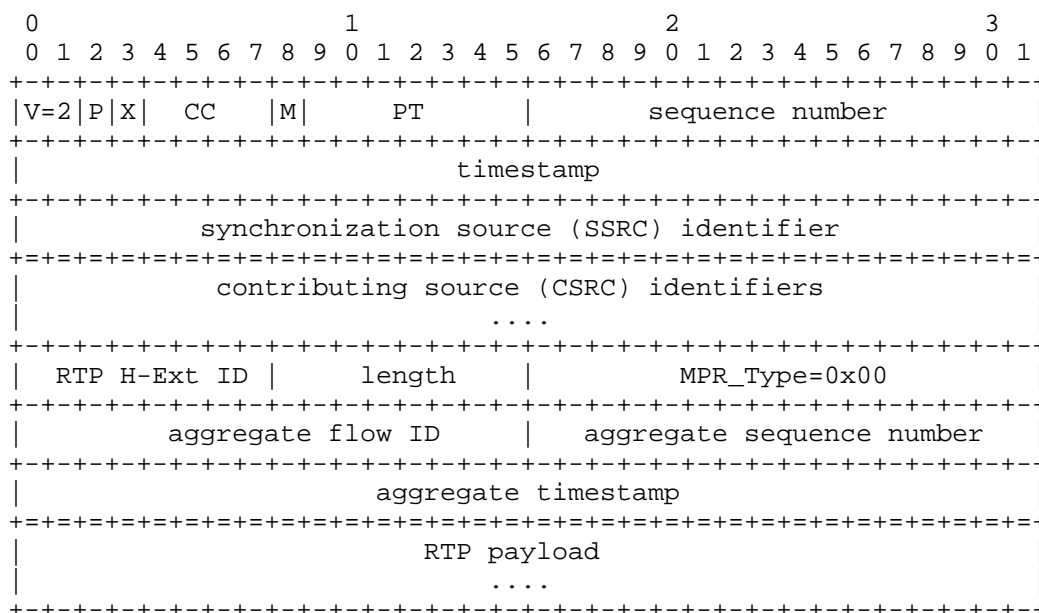 0                   1                   2                   3
 0 1 2 3 4 5 6 7 8 9 0 1 2 3 4 5 6 7 8 9 0 1 2 3 4 5 6 7 8 9 0 1
+-+-+-+-+-+-+-+-+-+-+-+-+-+-+-+-+-+-+-+-+-+-+-+-+-+-+-+-+-+-+-+--
|V=2|P|X|  CC   |M|     PT      |       sequence number
+-+-+-+-+-+-+-+-+-+-+-+-+-+-+-+-+-+-+-+-+-+-+-+-+-+-+-+-+-+-+-+--
|                           timestamp
+-+-+-+-+-+-+-+-+-+-+-+-+-+-+-+-+-+-+-+-+-+-+-+-+-+-+-+-+-+-+-+--
|           synchronization source (SSRC) identifier
+=+=+=+=+=+=+=+=+=+=+=+=+=+=+=+=+=+=+=+=+=+=+=+=+=+=+=+=+=+=+=+=-
|            contributing source (CSRC) identifiers
|                             ....
+-+-+-+-+-+-+-+-+-+-+-+-+-+-+-+-+-+-+-+-+-+-+-+-+-+-+-+-+-+-+-+--
|  RTP H-Ext ID |     length    |         MPR_Type=0x00
+-+-+-+-+-+-+-+-+-+-+-+-+-+-+-+-+-+-+-+-+-+-+-+-+-+-+-+-+-+-+-+--
|         aggregate flow ID     |   aggregate sequence number
+-+-+-+-+-+-+-+-+-+-+-+-+-+-+-+-+-+-+-+-+-+-+-+-+-+-+-+-+-+-+-+--
|                      aggregate timestamp
+=+=+=+=+=+=+=+=+=+=+=+=+=+=+=+=+=+=+=+=+=+=+=+=+=+=+=+=+=+=+=+=-
|                         RTP payload
|                             ....
+-+-+-+-+-+-+-+-+-+-+-+-+-+-+-+-+-+-+-+-+-+-+-+-+-+-+-+-+-+-+-+--